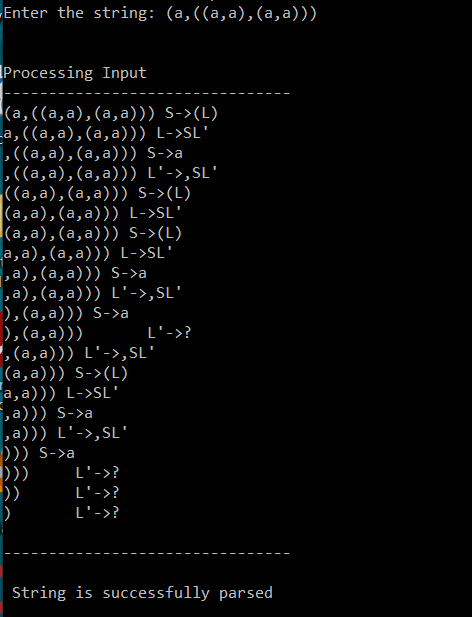 Enter the string: (a,((a,a),(a,a)))
Processing Input
--------------------------------
(a,((a,a),(a,a))) S->(L)
a,((a,a),(a,a))) L->SL'
,((a,a),(a,a))) S->a
,((a,a),(a,a))) L'->,SL'
((a,a),(a,a))) S->(L)
(a,a),(a,a))) L->SL'
(a,a),(a,a))) S->(L)
a,a),(a,a))) L->SL'
,a),(a,a))) S->a
,a),(a,a))) L'->,SL'
),(a,a))) S->a
),(a,a))) L'->?
,(a,a))) L'->,SL'
(a,a))) S->(L)
a,a))) L->SL'
,a))) S->a
,a))) L'->,SL'
))) S->a
))) L'->?
)) L'->?
) L'->?
--------------------------------
String is successfully parsed